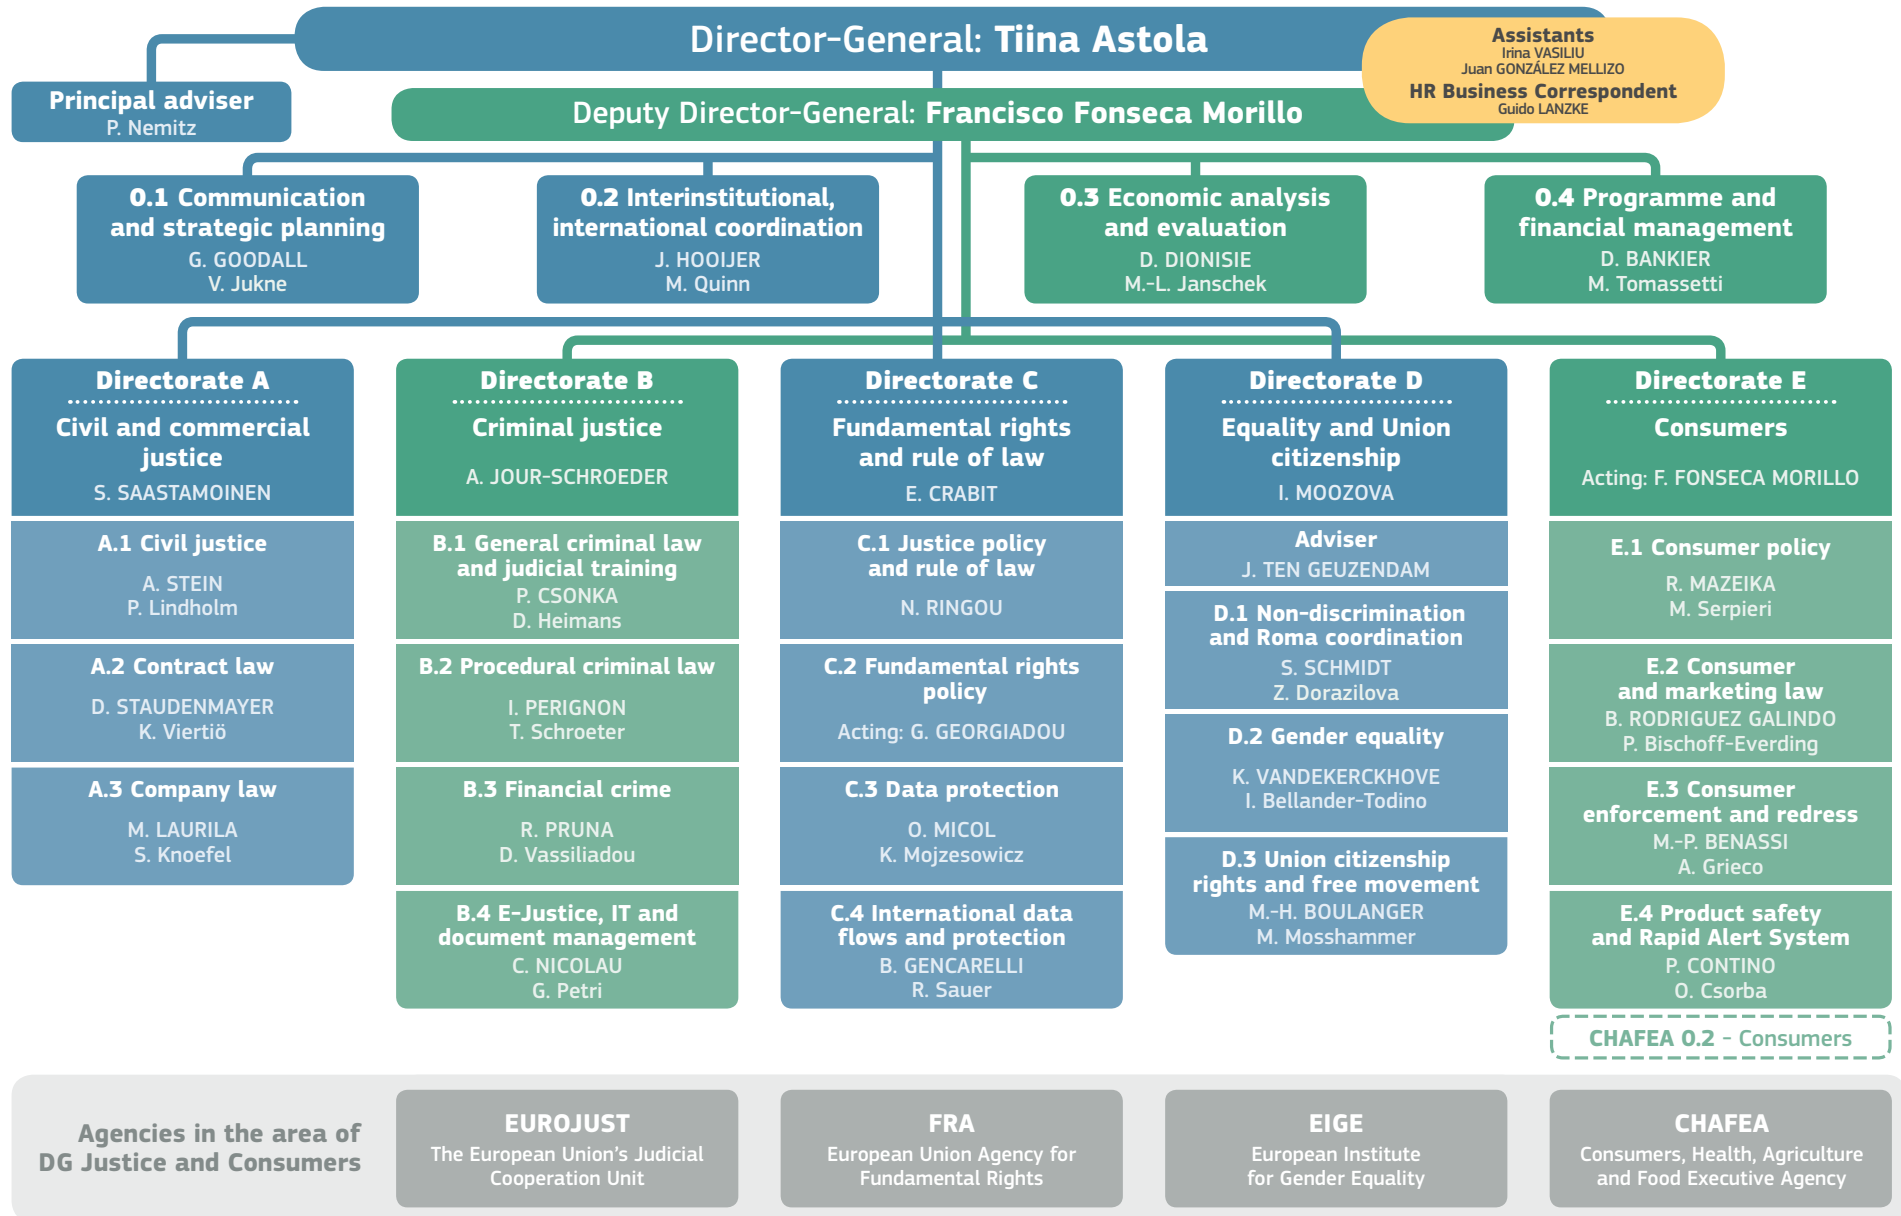 Director-General: Tiina Astola
Assistants
Irina VASILIU
Juan GONZÁLEZ MELLIZO
HR Business Correspondent
Guido LANZKE
Principal adviser
P. Nemitz
Deputy Director-General: Francisco Fonseca Morillo
0.1 Communication
and strategic planning
G. GOODALL
V. Jukne
0.2 Interinstitutional,
international coordination
J. HOOIJER
M. Quinn
0.3 Economic analysis
and evaluation
D. DIONISIE
M.-L. Janschek
0.4 Programme and
financial management
D. BANKIER
M. Tomassetti
Directorate A
Civil and commercial
justice
S. SAASTAMOINEN
A.1 Civil justice
A. STEIN
P. Lindholm
A.2 Contract law
D. STAUDENMAYER
K. Viertiö
A.3 Company law
M. LAURILA
S. Knoefel
Directorate B
Criminal justice
A. JOUR-SCHROEDER
B.1 General criminal law
and judicial training
P. CSONKA
D. Heimans
B.2 Procedural criminal law
I. PERIGNON
T. Schroeter
B.3 Financial crime
R. PRUNA
D. Vassiliadou
B.4 E-Justice, IT and
document management
C. NICOLAU
G. Petri
Directorate C
Fundamental rights
and rule of law
E. CRABIT
C.1 Justice policy
and rule of law
N. RINGOU
C.2 Fundamental rights
policy
Acting: G. GEORGIADOU
C.3 Data protection
O. MICOL
K. Mojzesowicz
C.4 International data
flows and protection
B. GENCARELLI
R. Sauer
Directorate D
Equality and Union
citizenship
I. MOOZOVA
Adviser
J. TEN GEUZENDAM
D.1 Non-discrimination
and Roma coordination
S. SCHMIDT
Z. Dorazilova
D.2 Gender equality
K. VANDEKERCKHOVE
I. Bellander-Todino
D.3 Union citizenship
rights and free movement
M.-H. BOULANGER
M. Mosshammer
Directorate E
Consumers
Acting: F. FONSECA MORILLO
E.1 Consumer policy
R. MAZEIKA
M. Serpieri
E.2 Consumer
and marketing law
B. RODRIGUEZ GALINDO
P. Bischoff-Everding
E.3 Consumer
enforcement and redress
M.-P. BENASSI
A. Grieco
E.4 Product safety
and Rapid Alert System
P. CONTINO
O. Csorba
CHAFEA 0.2 - Consumers
Agencies in the area of
DG Justice and Consumers
EUROJUST
The European Union's Judicial
Cooperation Unit
FRA
European Union Agency for
Fundamental Rights
EIGE
European Institute
for Gender Equality
CHAFEA
Consumers, Health, Agriculture
and Food Executive Agency